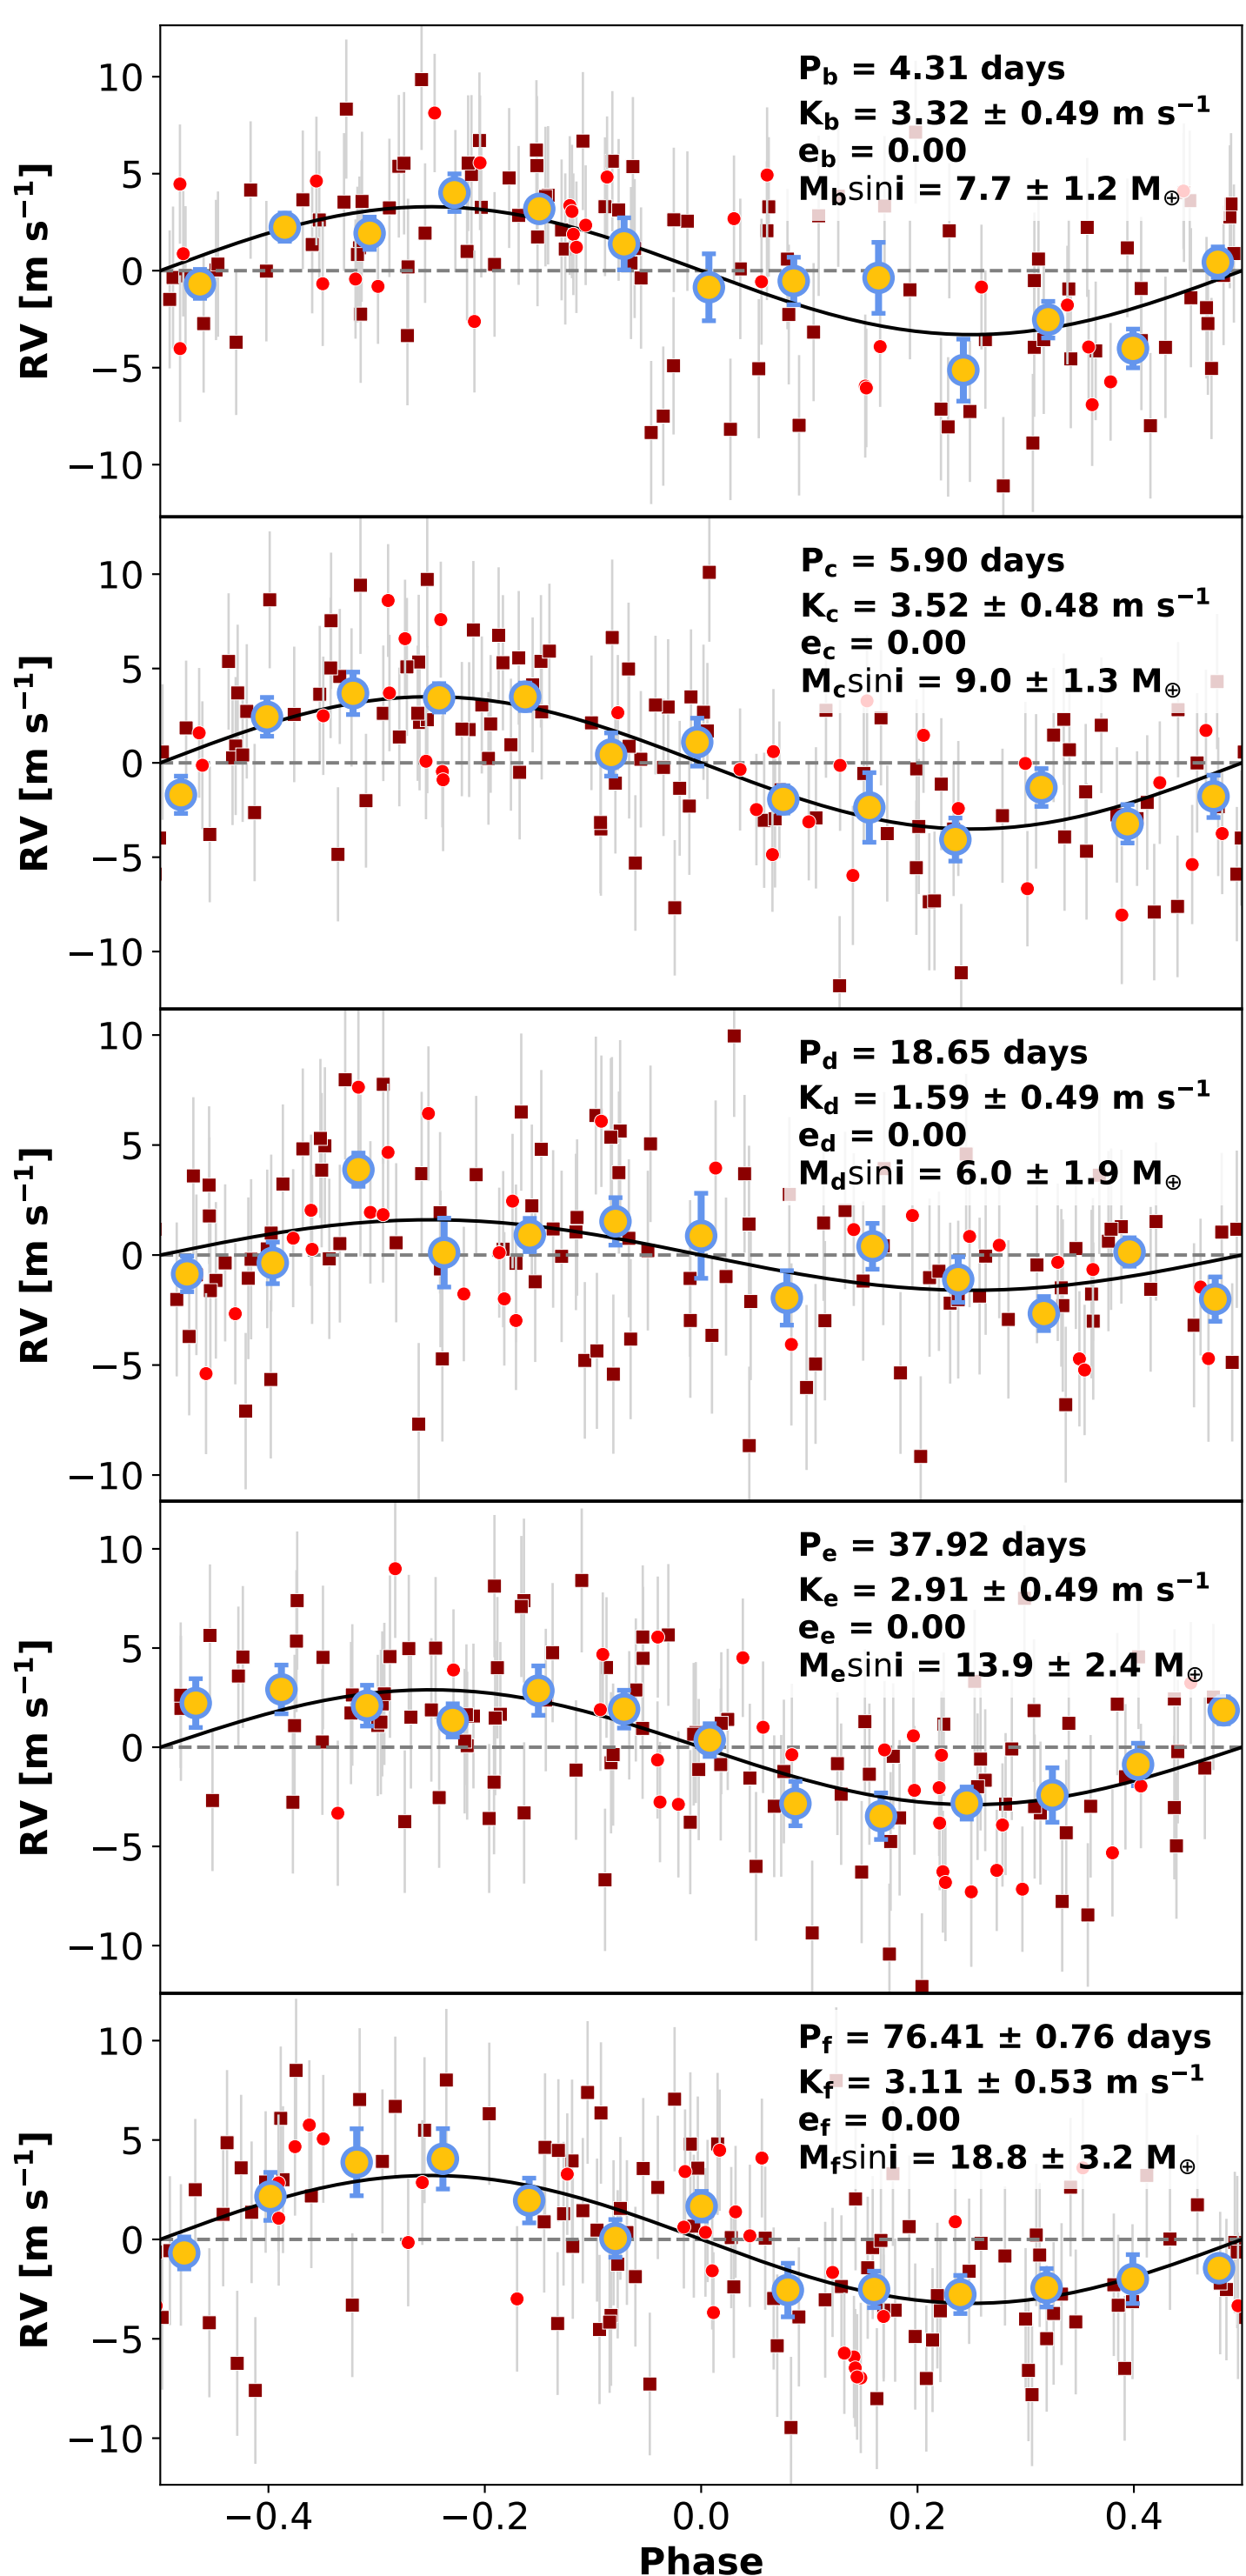 P_b = 4.31 days
K_b = 3.32 ± 0.49 m s⁻¹
e_b = 0.00
M_b sini = 7.7 ± 1.2 M_⊕
10
5
0
−5
−10
RV [m s⁻¹]
P_c = 5.90 days
K_c = 3.52 ± 0.48 m s⁻¹
e_c = 0.00
M_c sini = 9.0 ± 1.3 M_⊕
10
5
0
−5
−10
RV [m s⁻¹]
P_d = 18.65 days
K_d = 1.59 ± 0.49 m s⁻¹
e_d = 0.00
M_d sini = 6.0 ± 1.9 M_⊕
10
5
0
−5
−10
RV [m s⁻¹]
P_e = 37.92 days
K_e = 2.91 ± 0.49 m s⁻¹
e_e = 0.00
M_e sini = 13.9 ± 2.4 M_⊕
10
5
0
−5
−10
RV [m s⁻¹]
P_f = 76.41 ± 0.76 days
K_f = 3.11 ± 0.53 m s⁻¹
e_f = 0.00
M_f sini = 18.8 ± 3.2 M_⊕
10
5
0
−5
−10
RV [m s⁻¹]
−0.4 −0.2 0.0 0.2 0.4
Phase